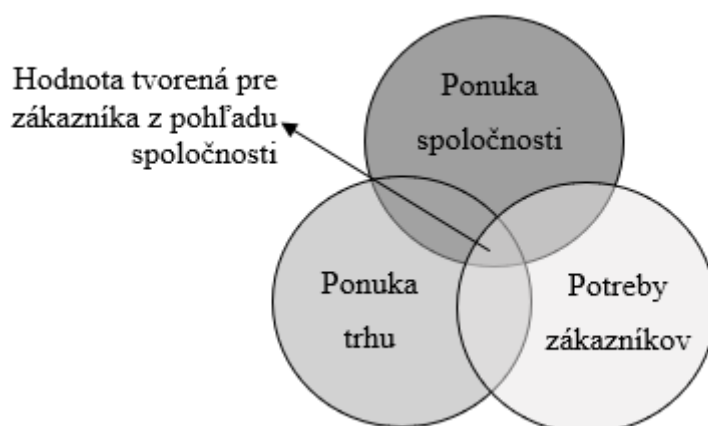 Hodnota tvorená pre
zákazníka z pohľadu
spoločnosti
Ponuka
spoločnosti
Ponuka
trhu
Potreby
zákazníkov